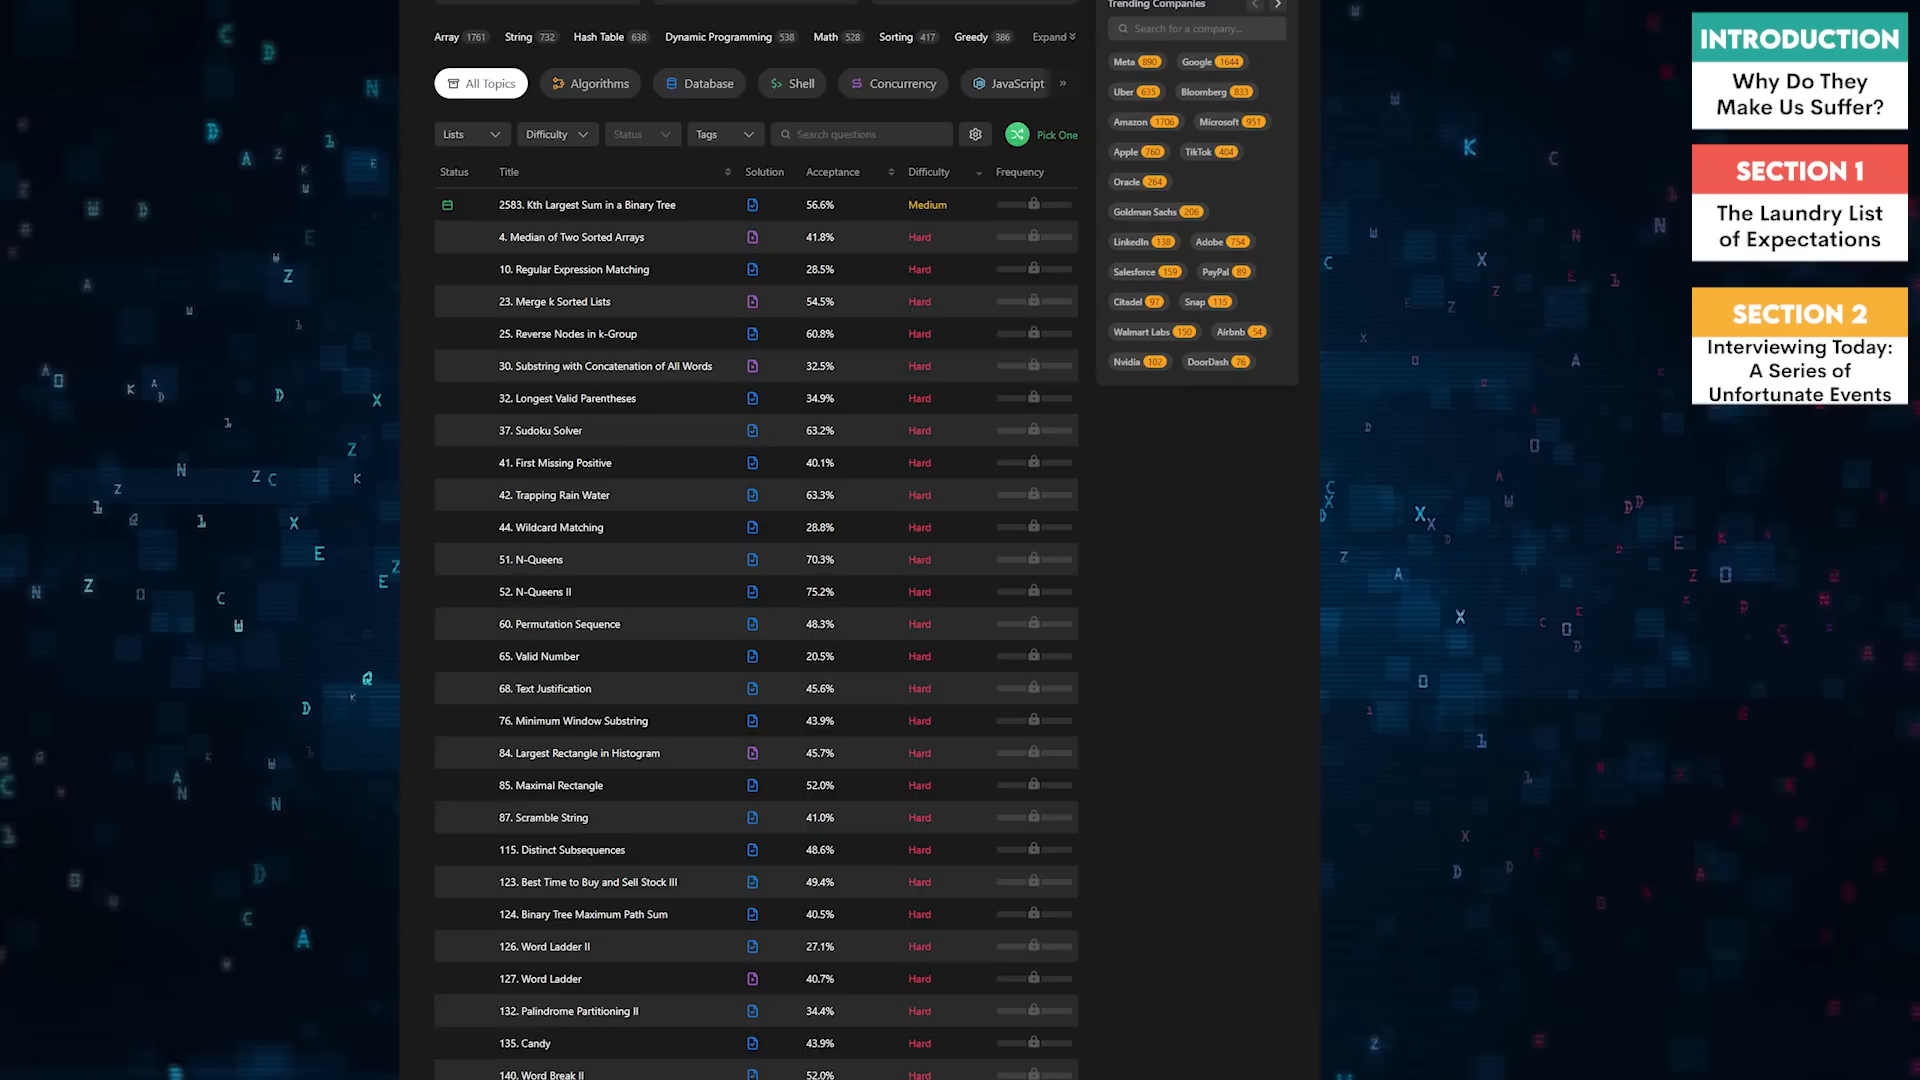 Array 1761 String 732 Hash Table 638 Dynamic Programming 538 Math 528 Sorting 417 Greedy 386 Expand
All Topics Algorithms Database Shell Concurrency JavaScript
Lists Difficulty Status Tags Search questions Pick One
Status Title Solution Acceptance Difficulty Frequency
2583. Kth Largest Sum in a Binary Tree 56.6% Medium
4. Median of Two Sorted Arrays 41.8% Hard
10. Regular Expression Matching 28.5% Hard
23. Merge k Sorted Lists 54.5% Hard
25. Reverse Nodes in k-Group 60.8% Hard
30. Substring with Concatenation of All Words 32.5% Hard
32. Longest Valid Parentheses 34.9% Hard
37. Sudoku Solver 63.2% Hard
41. First Missing Positive 40.1% Hard
42. Trapping Rain Water 63.3% Hard
44. Wildcard Matching 28.8% Hard
51. N-Queens 70.3% Hard
52. N-Queens II 75.2% Hard
60. Permutation Sequence 48.3% Hard
65. Valid Number 20.5% Hard
68. Text Justification 45.6% Hard
76. Minimum Window Substring 43.9% Hard
84. Largest Rectangle in Histogram 45.7% Hard
85. Maximal Rectangle 52.0% Hard
87. Scramble String 41.0% Hard
115. Distinct Subsequences 48.6% Hard
123. Best Time to Buy and Sell Stock III 49.4% Hard
124. Binary Tree Maximum Path Sum 40.5% Hard
126. Word Ladder II 27.1% Hard
127. Word Ladder 40.7% Hard
132. Palindrome Partitioning II 34.4% Hard
135. Candy 43.9% Hard
140. Word Break II 52.0% Hard
Trending Companies
Search for a company...
Meta 890 Google 1644
Uber 635 Bloomberg 833
Amazon 1706 Microsoft 951
Apple 760 TikTok 404
Oracle 264
Goldman Sachs 206
LinkedIn 138 Adobe 754
Salesforce 159 PayPal 89
Citadel 97 Snap 115
Walmart Labs 150 Airbnb 54
Nvidia 102 DoorDash 76
INTRODUCTION
Why Do They
Make Us Suffer?
SECTION 1
The Laundry List
of Expectations
SECTION 2
Interviewing Today:
A Series of
Unfortunate Events